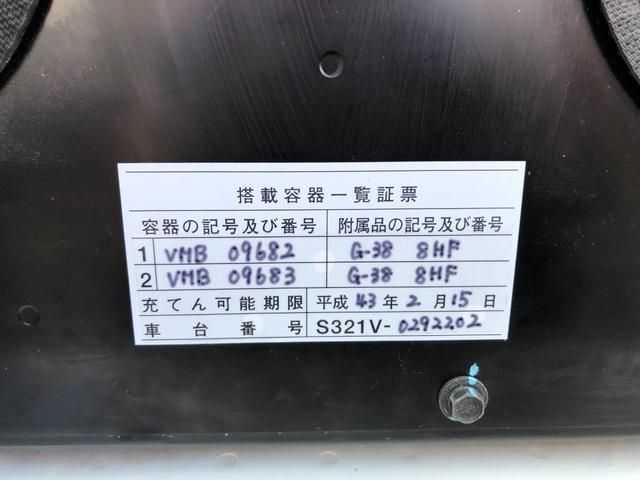 搭載容器一覧証票
容器の記号及び番号 附属品の記号及び番号
1 VMB 09682 G-38 8HF
2 VMB 09683 G-38 8HF
充てん可能期限 平成 43 年 2 月 15 日
車台番号 S321V-0292202